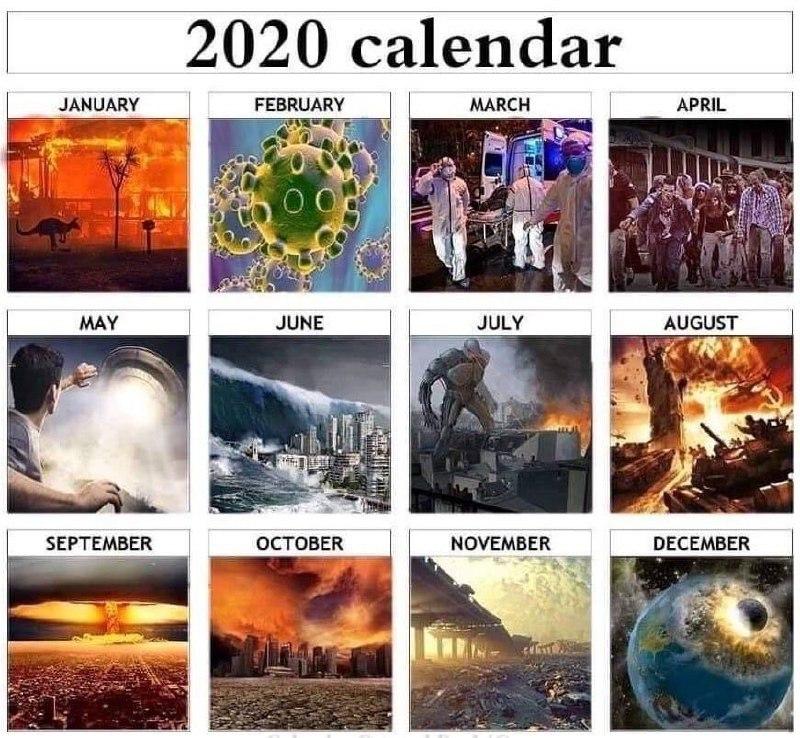 2020 calendar
JANUARY
FEBRUARY
MARCH
APRIL
MAY
JUNE
JULY
AUGUST
SEPTEMBER
OCTOBER
NOVEMBER
DECEMBER